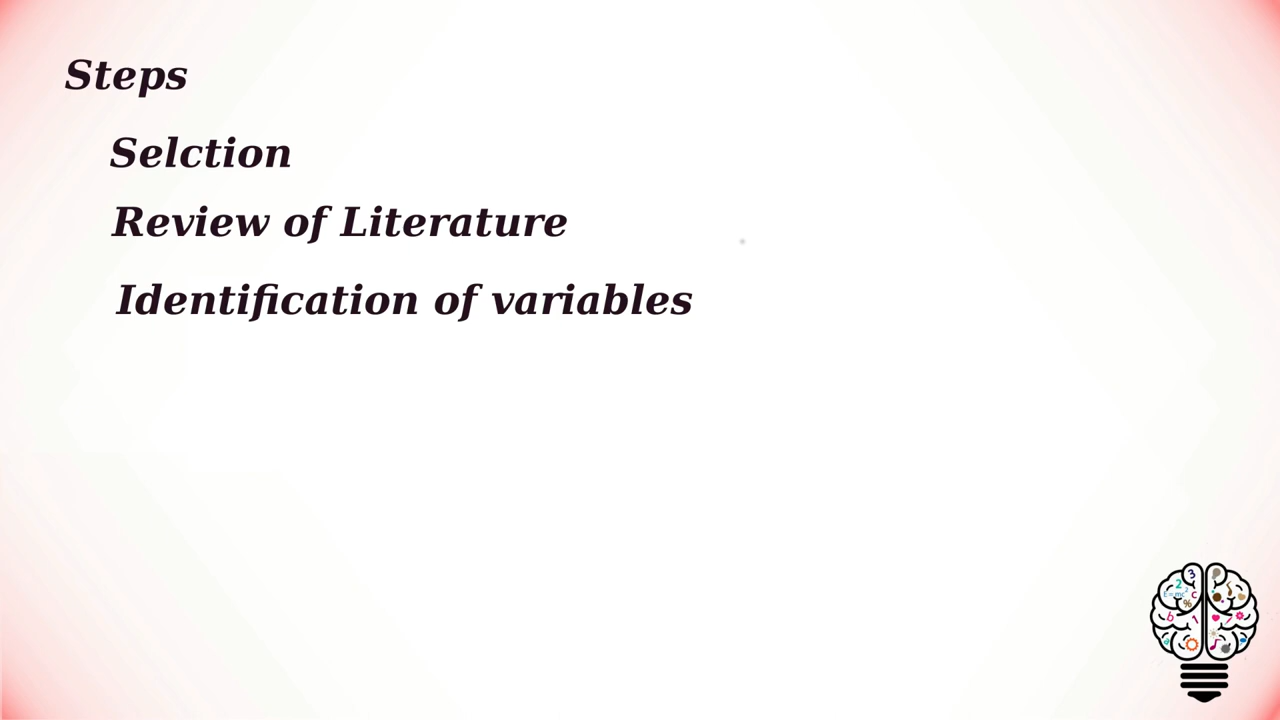 Steps
Selction
Review of Literature
Identification of variables